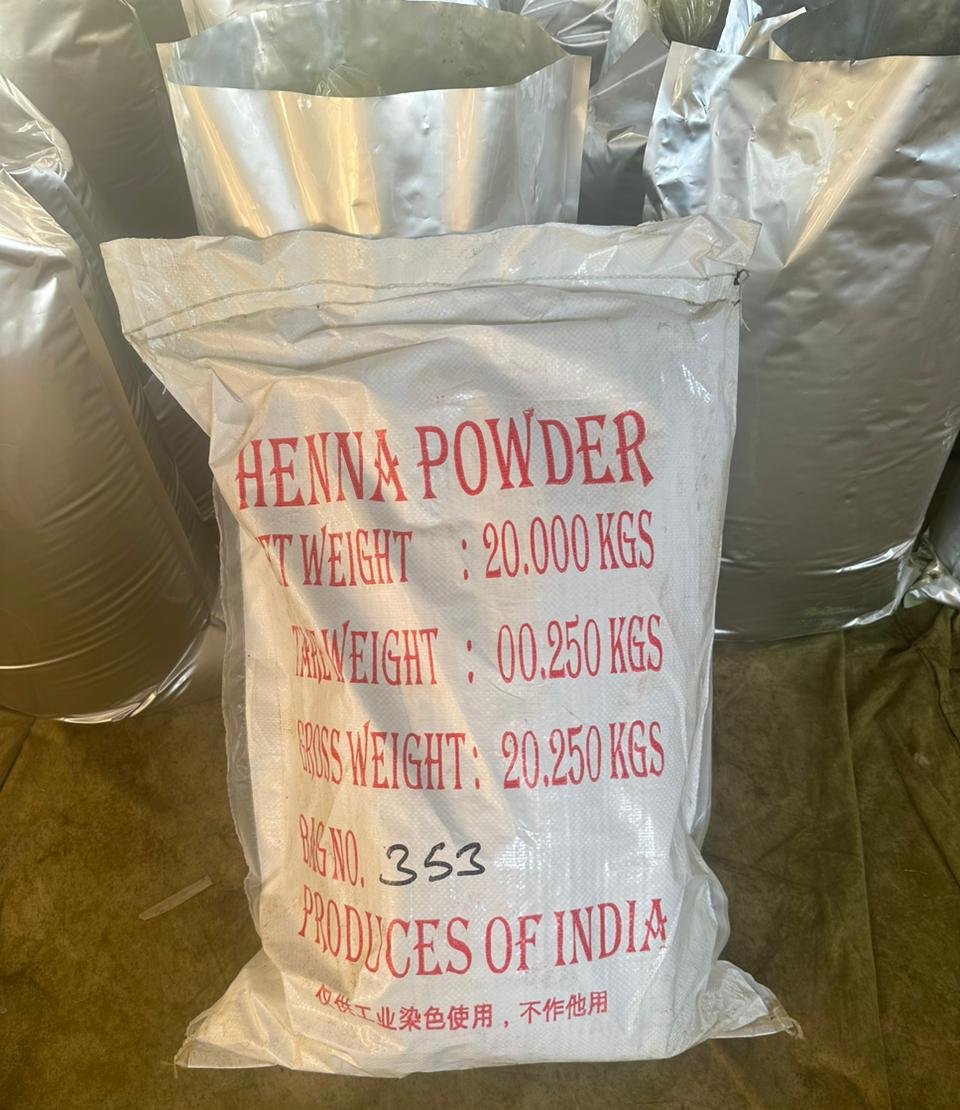 HENNA POWDER
ET WEIGHT : 20.000 KGS
TARE WEIGHT : 00.250 KGS
GROSS WEIGHT : 20.250 KGS
BAG NO. 353
PRODUCES OF INDIA
仅供工业染色使用，不作他用